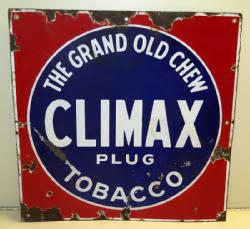 THE GRAND OLD CHEW
CLIMAX
PLUG
TOBACCO